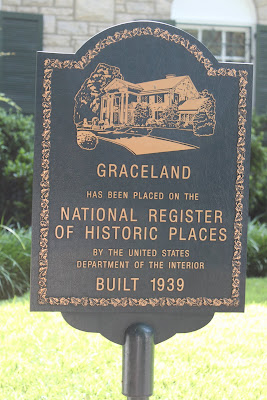 GRACELAND
HAS BEEN PLACED ON THE
NATIONAL REGISTER
OF HISTORIC PLACES
BY THE UNITED STATES
DEPARTMENT OF THE INTERIOR
BUILT 1939